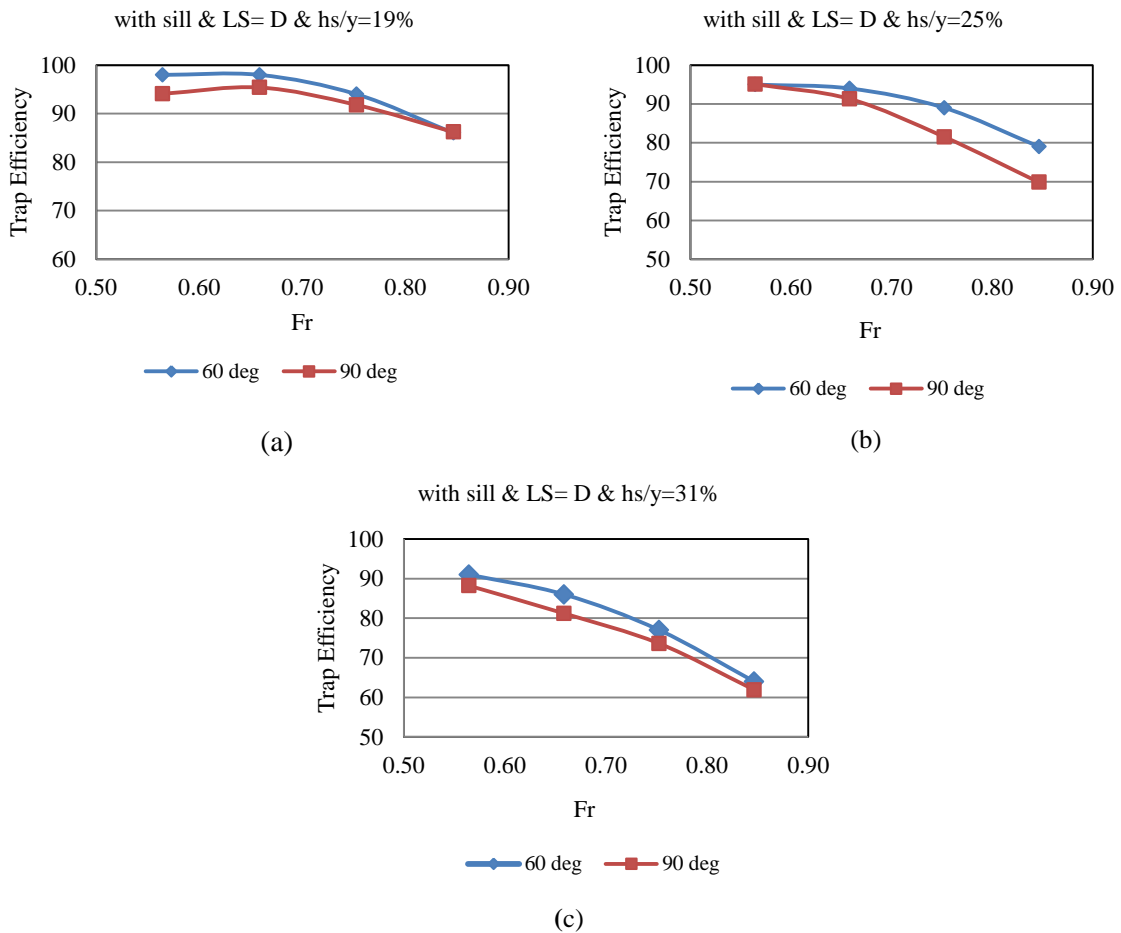 with sill & LS= D & hs/y=19%
100
90
80
70
60
Trap Efficiency
0.50 0.60 0.70 0.80 0.90
Fr
60 deg 90 deg
(a)
with sill & LS= D & hs/y=25%
100
90
80
70
60
50
Trap Efficiency
0.50 0.60 0.70 0.80 0.90
Fr
60 deg 90 deg
(b)
with sill & LS= D & hs/y=31%
100
90
80
70
60
50
Trap Efficiency
0.50 0.60 0.70 0.80 0.90
Fr
60 deg 90 deg
(c)